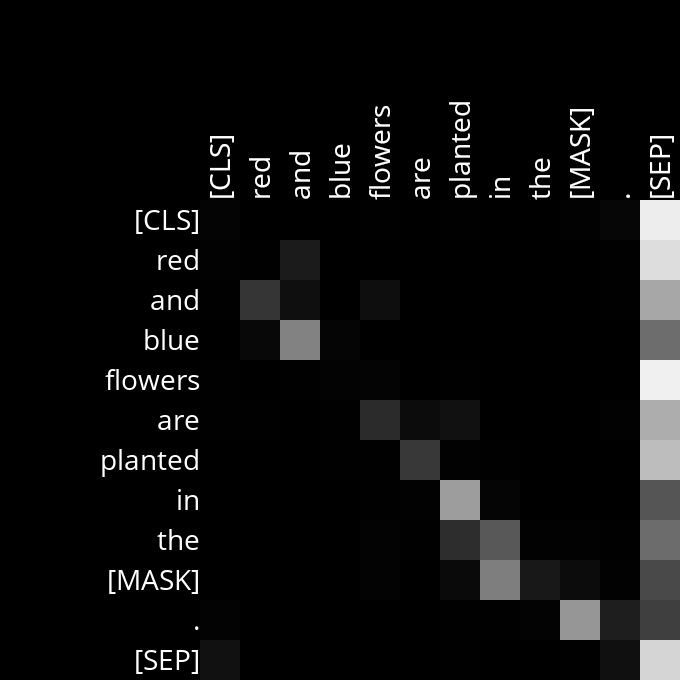 [CLS] red and blue flowers are planted in the [MASK] . [SEP]
[CLS]
red
and
blue
flowers
are
planted
in
the
[MASK]
.
[SEP]